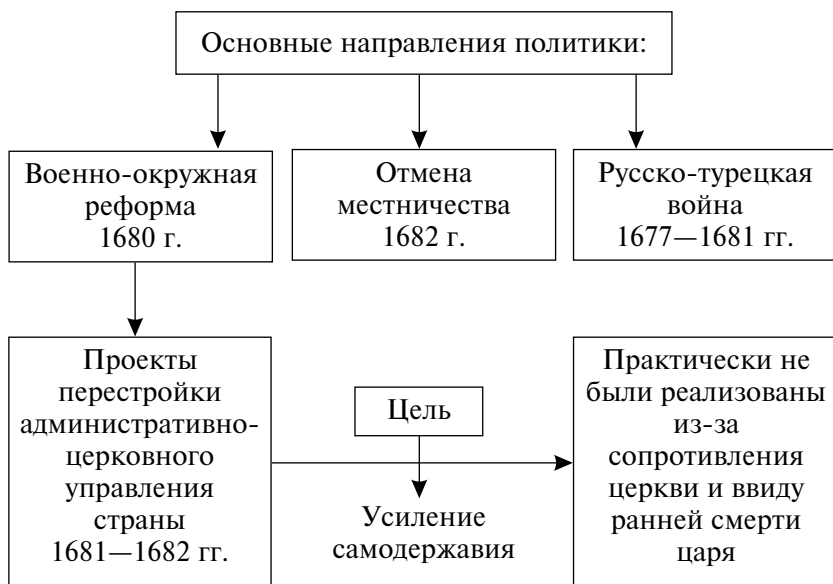 Основные направления политики:
Военно-окружная
реформа
1680 г.
Отмена
местничества
1682 г.
Русско-турецкая
война
1677—1681 гг.
Проекты
перестройки
административно-
церковного
управления
страны
1681—1682 гг.
Цель
Усиление
самодержавия
Практически не
были реализованы
из-за
сопротивления
церкви и ввиду
ранней смерти
царя